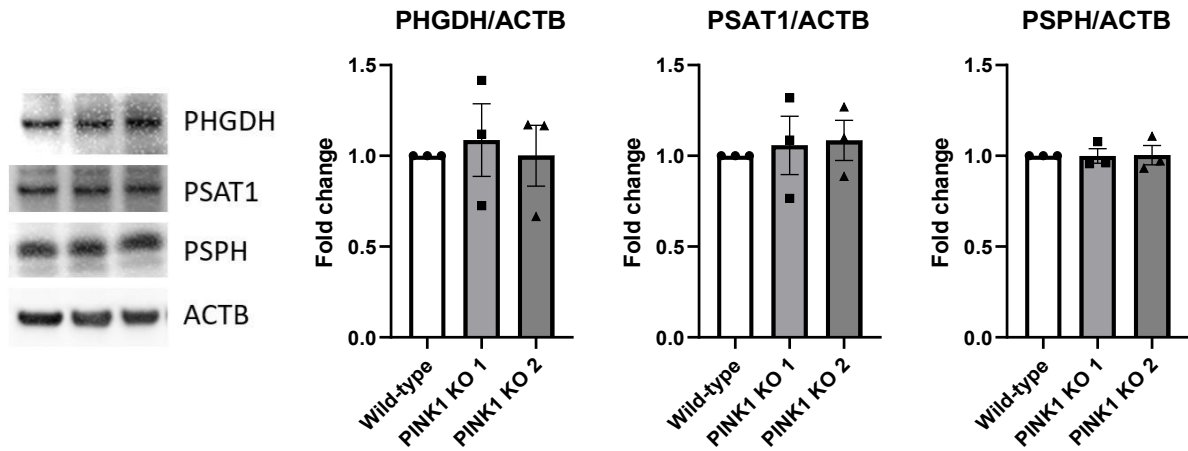 PHGDH
PSAT1
PSPH
ACTB
PHGDH/ACTB
Fold change
1.5
1.0
0.5
0.0
Wild-type
PINK1 KO 1
PINK1 KO 2
PSAT1/ACTB
Fold change
1.5
1.0
0.5
0.0
Wild-type
PINK1 KO 1
PINK1 KO 2
PSPH/ACTB
Fold change
1.5
1.0
0.5
0.0
Wild-type
PINK1 KO 1
PINK1 KO 2